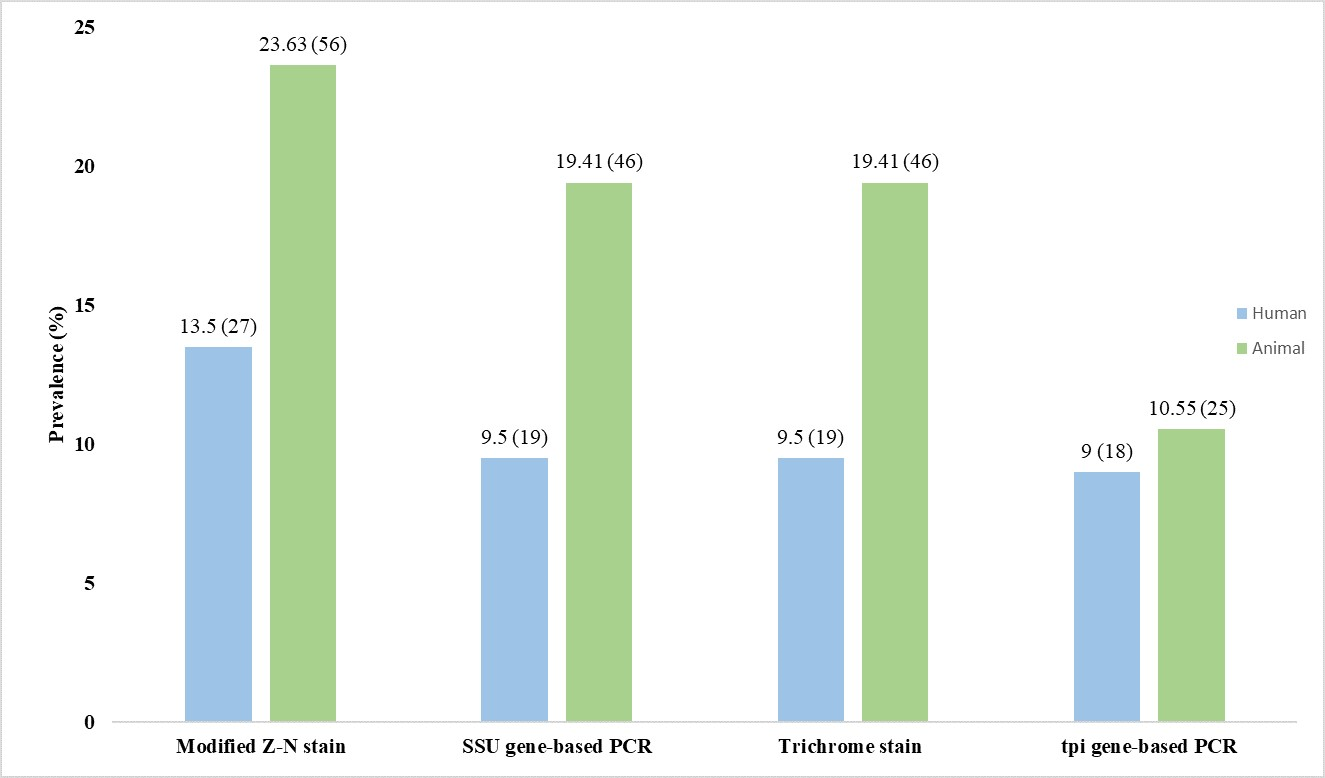 25
23.63 (56)
20
19.41 (46)
19.41 (46)
15
13.5 (27)
Human
Animal
Prevalence (%)
10.55 (25)
10
9.5 (19)
9.5 (19)
9 (18)
5
0
Modified Z-N stain
SSU gene-based PCR
Trichrome stain
tpi gene-based PCR